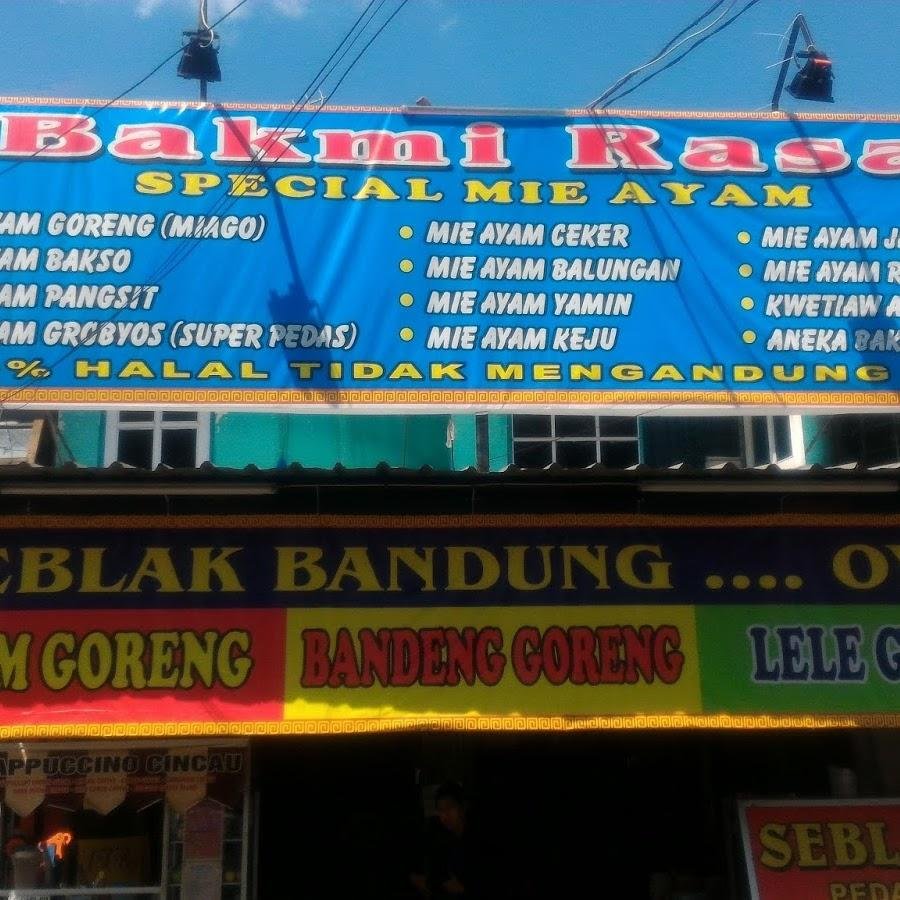 Bakmi Rasa
SPECIAL MIE AYAM
AM GORENG (MIAGO)
AM BAKSO
AM PANGSIT
AM GROBYOS (SUPER PEDAS)
MIE AYAM CEKER
MIE AYAM BALUNGAN
MIE AYAM YAMIN
MIE AYAM KEJU
MIE AYAM J
MIE AYAM R
KWETIAW A
ANEKA BAK
% HALAL TIDAK MENGANDUNG
EBLAK BANDUNG .... O
M GORENG
BANDENG GORENG
LELE G
APPUCCINO CINCAU
SEBL
PEDA